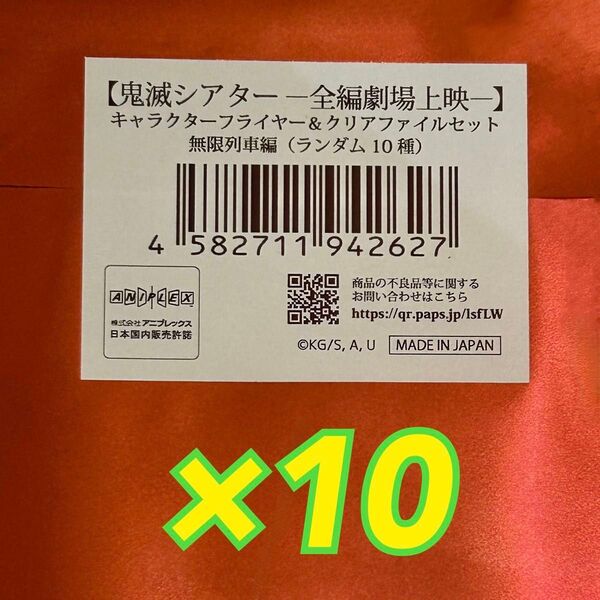 【鬼滅シアター ―全編劇場上映―】
キャラクターフライヤー＆クリアファイルセット
無限列車編（ランダム10種）
4 582711 942627
ANIPLEX
株式会社アニプレックス
日本国内販売許諾
商品の不良品等に関する
お問い合わせはこちら
https://qr.paps.jp/lsfLW
©KG/S, A, U
MADE IN JAPAN
×10